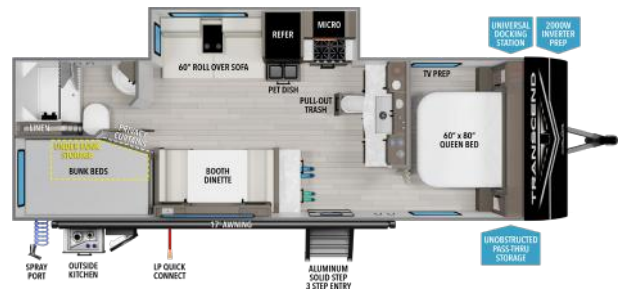 UNIVERSAL
DOCKING
STATION
2000W
INVERTER
PREP
MICRO
REFER
60" ROLL OVER SOFA
PET DISH
TV PREP
PULL-OUT
TRASH
LINEN
PRIVACY
CURTAINS
UNDER BUNK
STORAGE
BUNK BEDS
BOOTH
DINETTE
60" x 80"
QUEEN BED
TRANSCEND
17' AWNING
UNOBSTRUCTED
PASS-THRU
STORAGE
SPRAY
PORT
OUTSIDE
KITCHEN
LP QUICK
CONNECT
ALUMINUM
SOLID STEP
3 STEP ENTRY